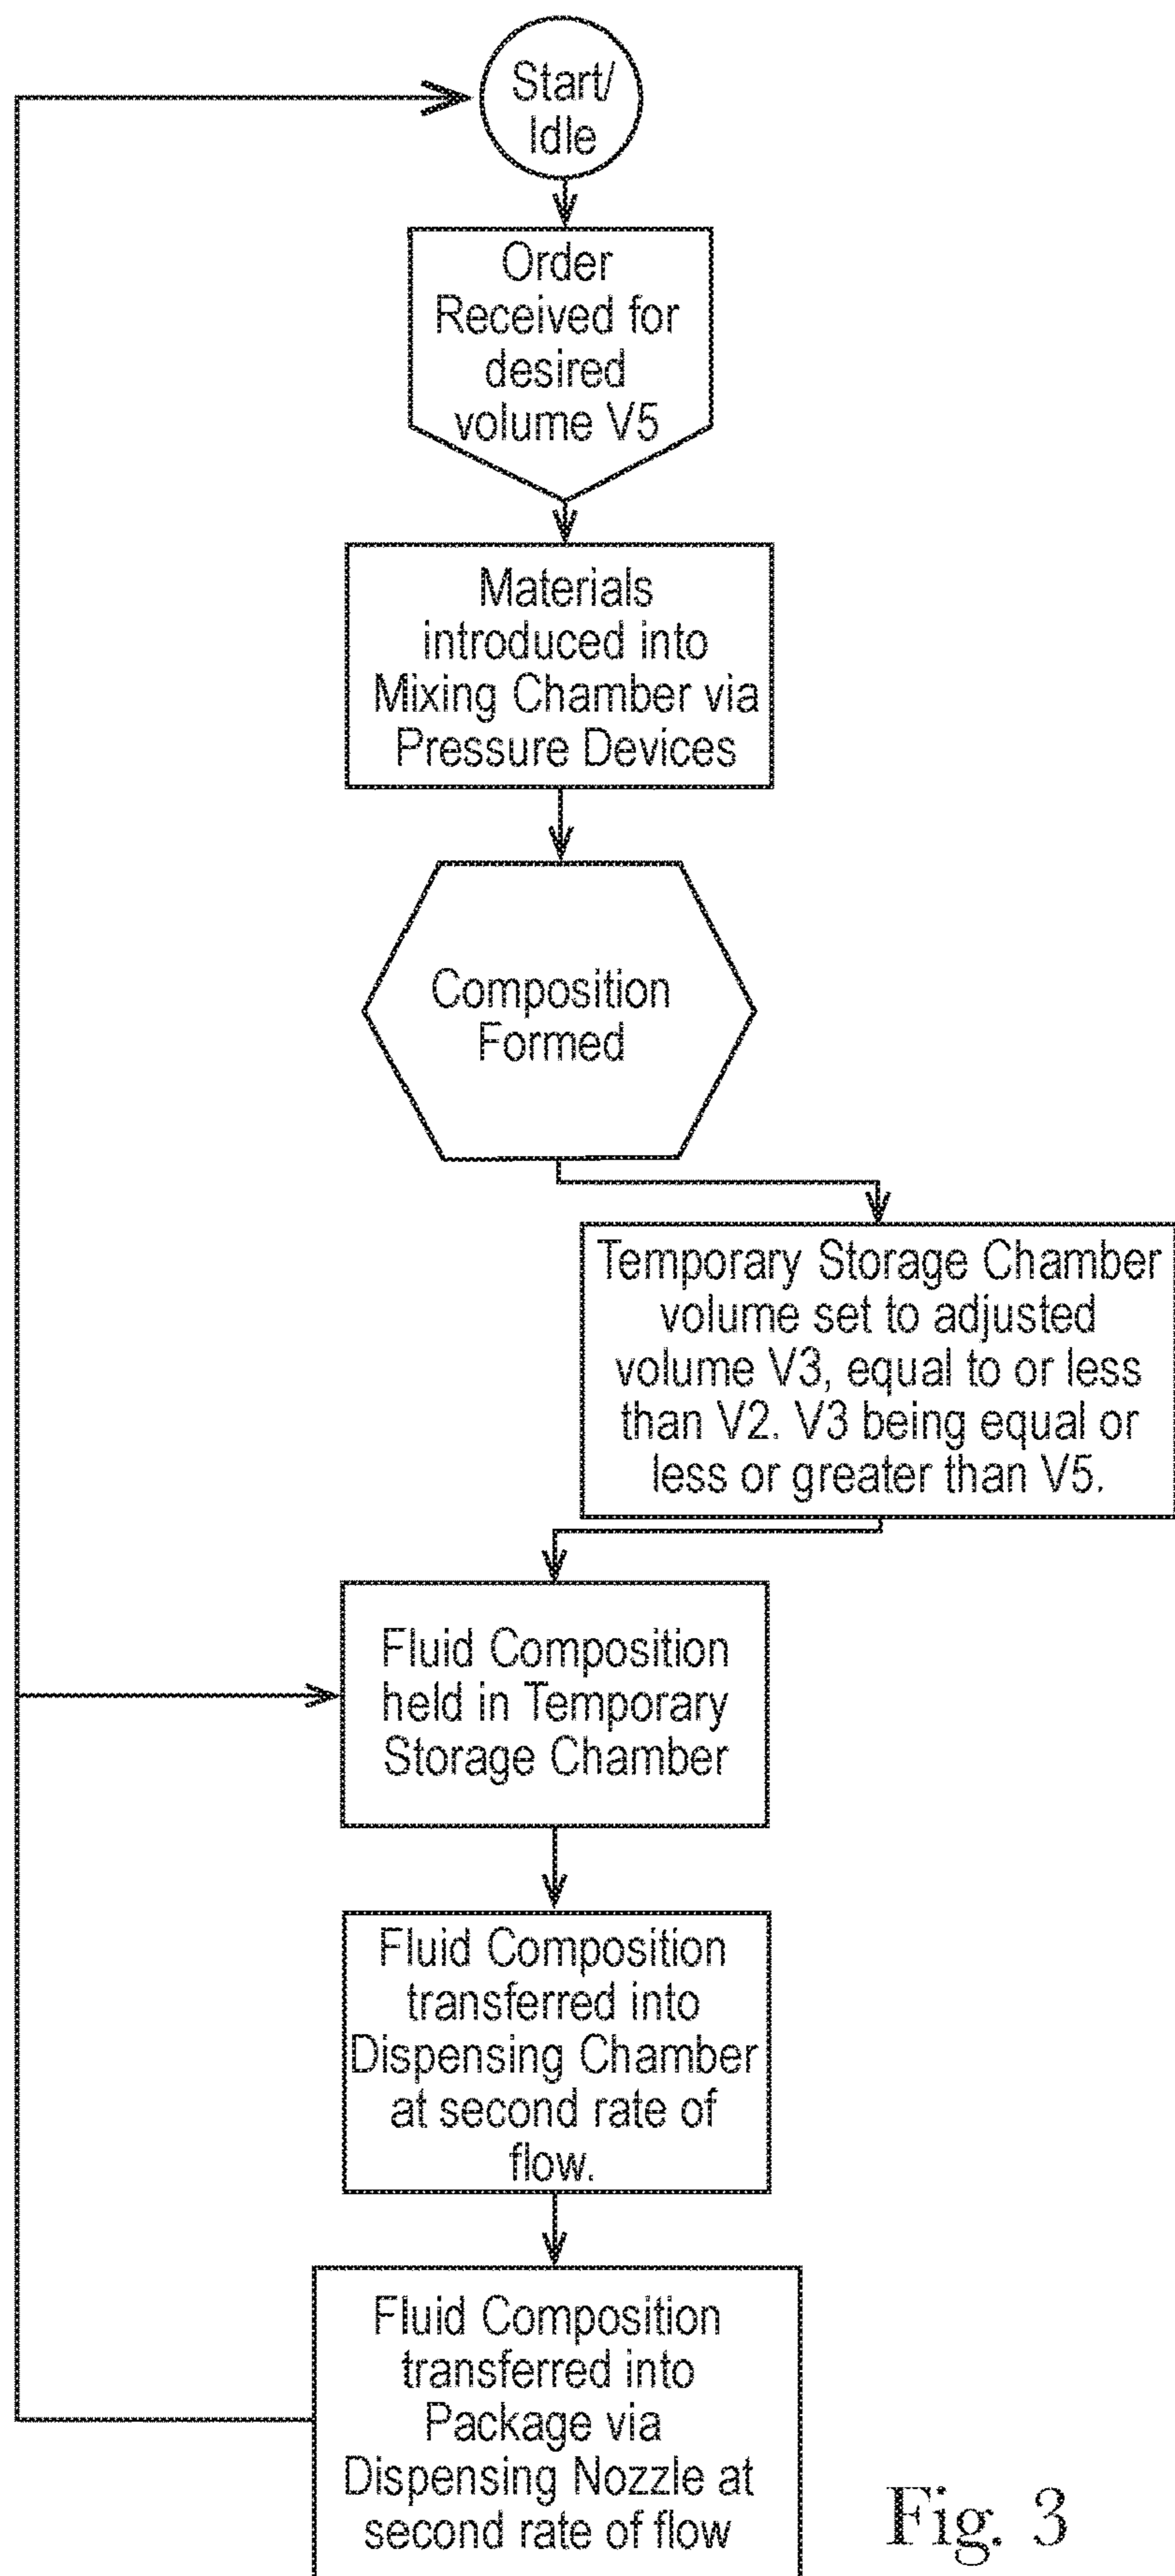 Start/
Idle
Order
Received for
desired
volume V5
Materials
introduced into
Mixing Chamber via
Pressure Devices
Composition
Formed
Temporary Storage Chamber
volume set to adjusted
volume V3, equal to or less
than V2. V3 being equal or
less or greater than V5.
Fluid Composition
held in Temporary
Storage Chamber
Fluid Composition
transferred into
Dispensing Chamber
at second rate of
flow.
Fluid Composition
transferred into
Package via
Dispensing Nozzle at
second rate of flow
Fig. 3